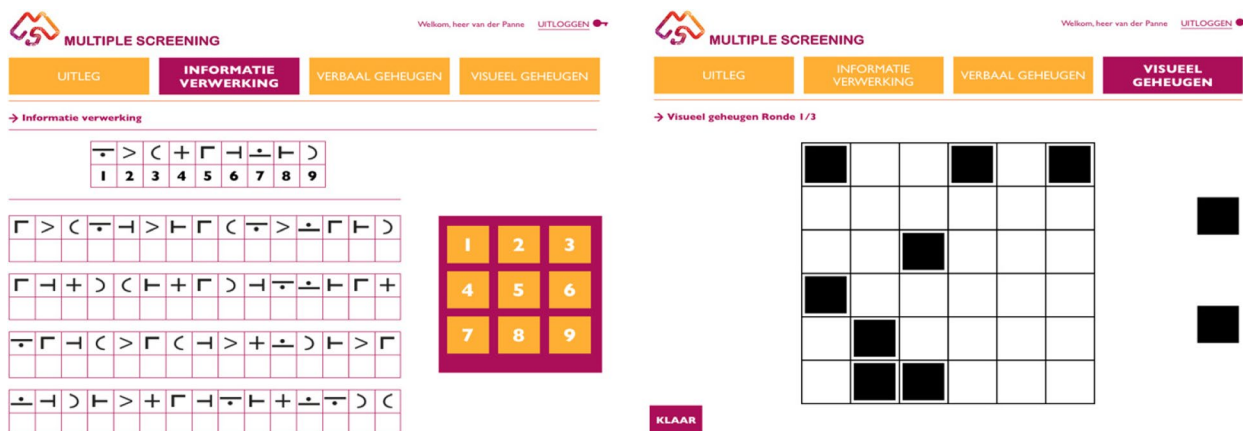 Welkom, heer van der Panne UITLOGGEN
MULTIPLE SCREENING
UITLEG
INFORMATIE
VERWERKING
VERBAAL GEHEUGEN
VISUEEL GEHEUGEN
→ Informatie verwerking
1 2 3 4 5 6 7 8 9
1 2 3
4 5 6
7 8 9
Welkom, heer van der Panne UITLOGGEN
MULTIPLE SCREENING
UITLEG
INFORMATIE
VERWERKING
VERBAAL GEHEUGEN
VISUEEL
GEHEUGEN
→ Visueel geheugen Ronde 1/3
KLAAR